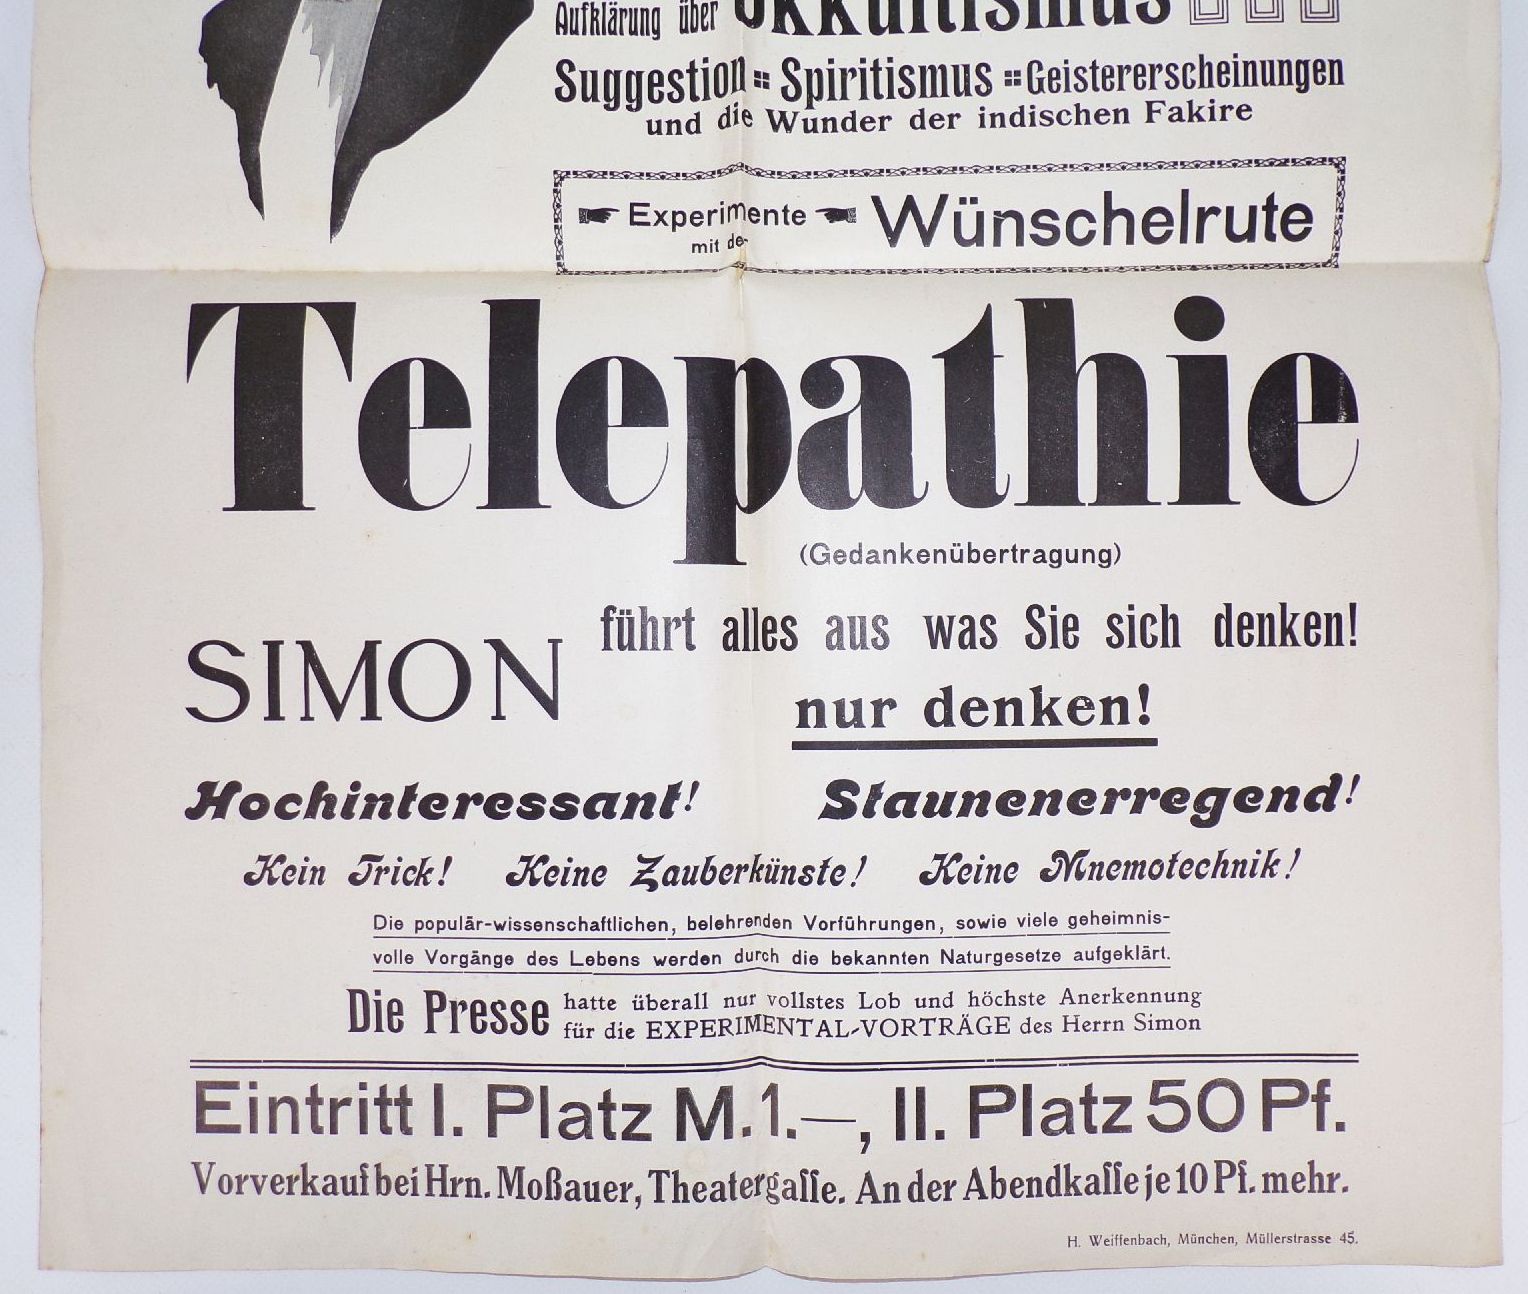 Aufklärung über Okkultismus
Suggestion :: Spiritismus :: Geistererscheinungen
und die Wunder der indischen Fakire
Experimente
mit der
Wünschelrute
Telepathie
(Gedankenübertragung)
SIMON
führt alles aus was Sie sich denken!
nur denken!
Hochinteressant! Staunenerregend!
Kein Trick! Keine Zauberkünste! Keine Mnemotechnik!
Die populär-wissenschaftlichen, belehrenden Vorführungen, sowie viele geheimnis-
volle Vorgänge des Lebens werden durch die bekannten Naturgesetze aufgeklärt.
Die Presse
hatte überall nur vollstes Lob und höchste Anerkennung
für die EXPERIMENTAL-VORTRÄGE des Herrn Simon
Eintritt I. Platz M. 1.—, II. Platz 50 Pf.
Vorverkauf bei Hrn. Moßauer, Theatergaſſe. An der Abendkaſſe je 10 Pf. mehr.
H. Weiffenbach, München, Müllerstrasse 45.